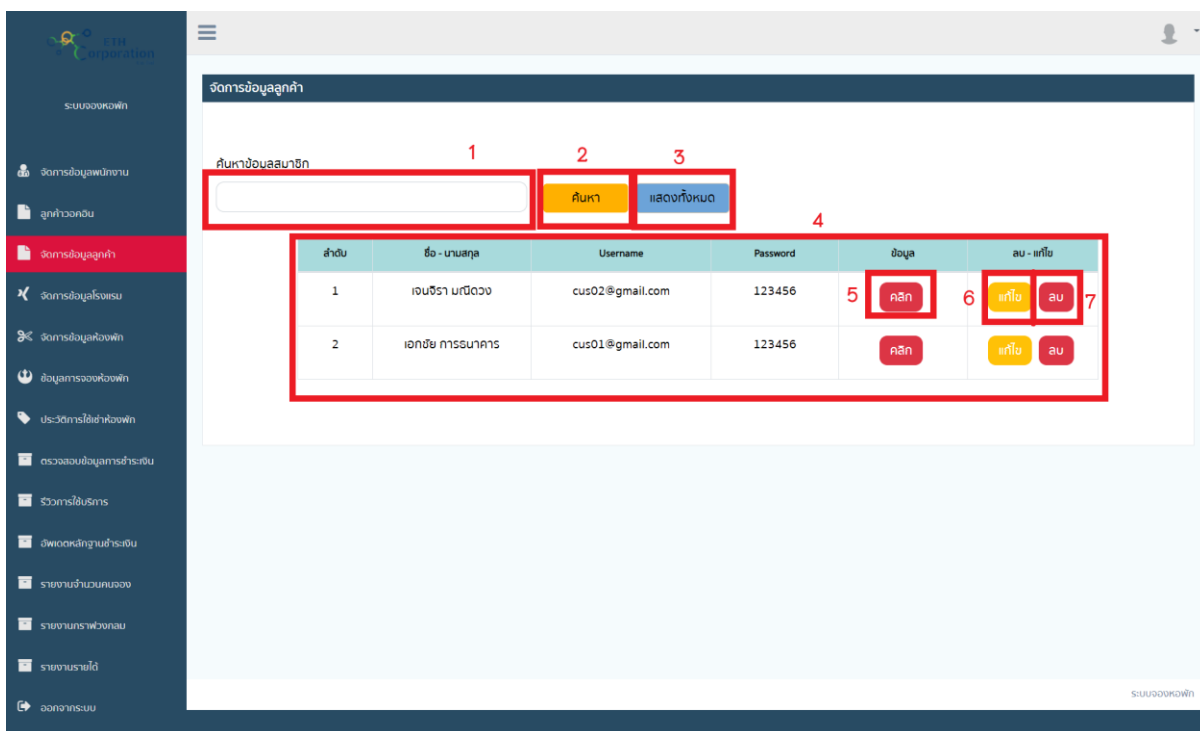 ETH
Corporation
ระบบจองหอพัก
จัดการข้อมูลพนักงาน
ลูกค้าวอคอิน
จัดการข้อมูลลูกค้า
จัดการข้อมูลโรงแรม
จัดการข้อมูลห้องพัก
ข้อมูลการจองห้องพัก
ประวัติการใช้เช่าห้องพัก
ตรวจสอบข้อมูลการชำระเงิน
รีวิวการใช้บริการ
อัพเดตหลักฐานชำระเงิน
รายงานจำนวนคนจอง
รายงานกราฟวงกลม
รายงานรายได้
ออกจากระบบ
จัดการข้อมูลลูกค้า
ค้นหาข้อมูลสมาชิก
1 2 3
ค้นหา แสดงทั้งหมด
4
ลำดับ ชื่อ - นามสกุล Username Password ข้อมูล ลบ - แก้ไข
1 เจนจิรา มณีดวง cus02@gmail.com 123456 5 คลิก 6 แก้ไข ลบ 7
2 เอกชัย การธนาคาร cus01@gmail.com 123456 คลิก แก้ไข ลบ
ระบบจองหอพัก